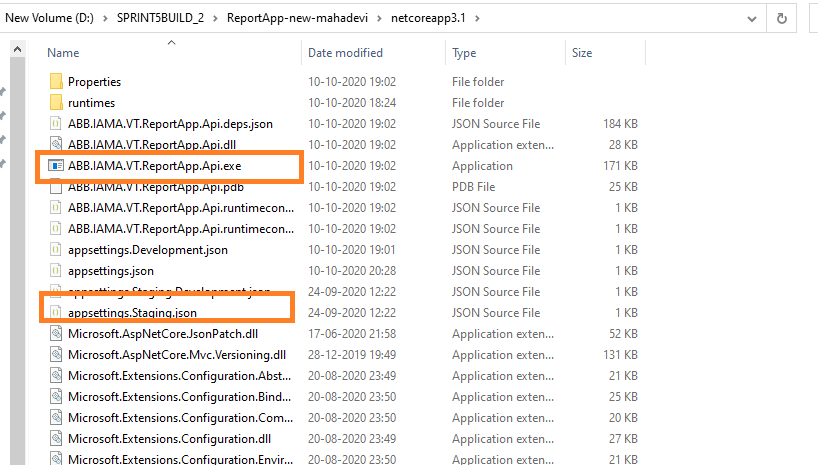 New Volume (D:) > SPRINT5BUILD_2 > ReportApp-new-mahadevi > netcoreapp3.1 >
Name Date modified Type Size
Properties 10-10-2020 19:02 File folder
runtimes 10-10-2020 18:24 File folder
ABB.IAMA.VT.ReportApp.Api.deps.json 10-10-2020 19:02 JSON Source File 184 KB
ABB.IAMA.VT.ReportApp.Api.dll 10-10-2020 19:02 Application exten... 28 KB
ABB.IAMA.VT.ReportApp.Api.exe 10-10-2020 19:02 Application 171 KB
ABB.IAMA.VT.ReportApp.Api.pdb 10-10-2020 19:02 PDB File 25 KB
ABB.IAMA.VT.ReportApp.Api.runtimecon... 10-10-2020 19:02 JSON Source File 1 KB
ABB.IAMA.VT.ReportApp.Api.runtimecon... 10-10-2020 19:02 JSON Source File 1 KB
appsettings.Development.json 10-10-2020 19:01 JSON Source File 1 KB
appsettings.json 10-10-2020 20:28 JSON Source File 1 KB
appsettings.Staging.Development.json 24-09-2020 12:22 JSON Source File 1 KB
appsettings.Staging.json 24-09-2020 12:22 JSON Source File 1 KB
Microsoft.AspNetCore.JsonPatch.dll 17-06-2020 21:58 Application exten... 52 KB
Microsoft.AspNetCore.Mvc.Versioning.dll 28-12-2019 19:49 Application exten... 131 KB
Microsoft.Extensions.Configuration.Abst... 20-08-2020 23:49 Application exten... 21 KB
Microsoft.Extensions.Configuration.Bind... 20-08-2020 23:50 Application exten... 25 KB
Microsoft.Extensions.Configuration.Com... 20-08-2020 23:50 Application exten... 20 KB
Microsoft.Extensions.Configuration.dll 20-08-2020 23:49 Application exten... 27 KB
Microsoft.Extensions.Configuration.Envir... 20-08-2020 23:50 Application exten... 21 KB